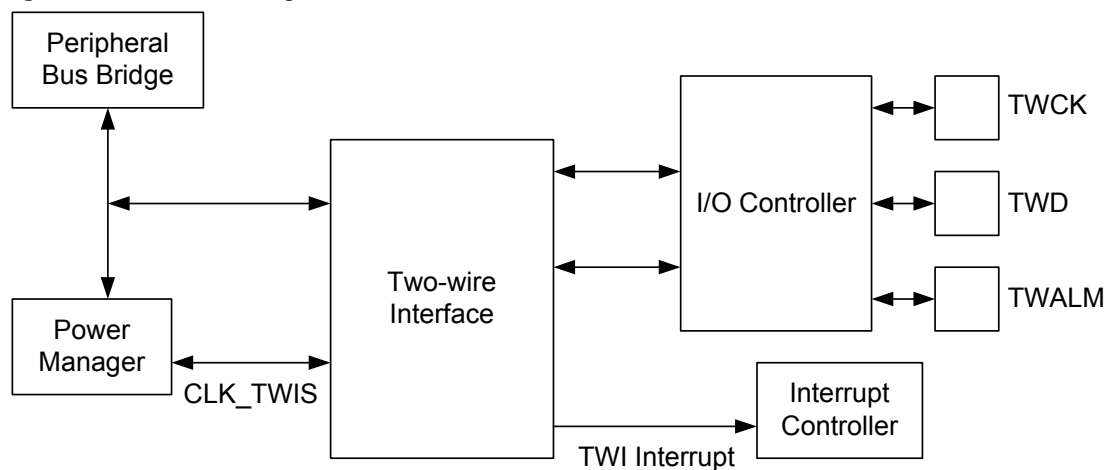 Peripheral
Bus Bridge
TWCK
I/O Controller
TWD
Two-wire
Interface
TWALM
Power
Manager
CLK_TWIS
Interrupt
Controller
TWI Interrupt